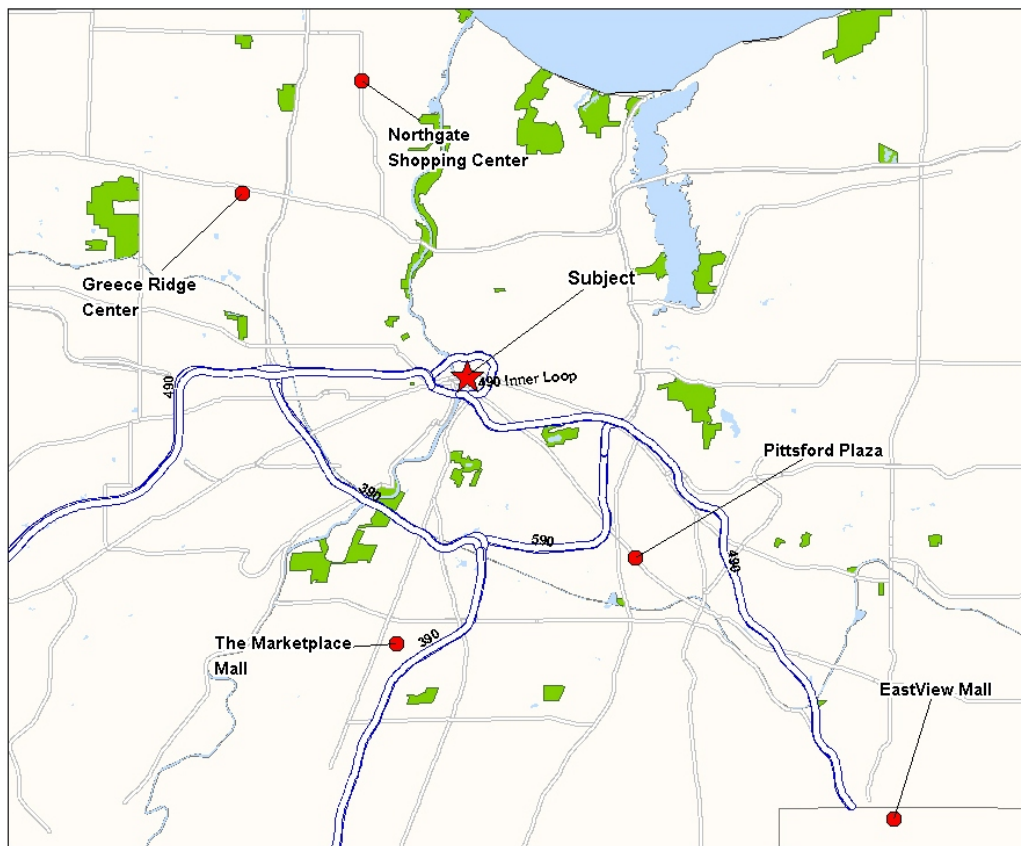 Northgate
Shopping Center
Greece Ridge
Center
Subject
490
490 Inner Loop
Pittsford Plaza
390
590
490
The Marketplace
Mall
390
EastView Mall